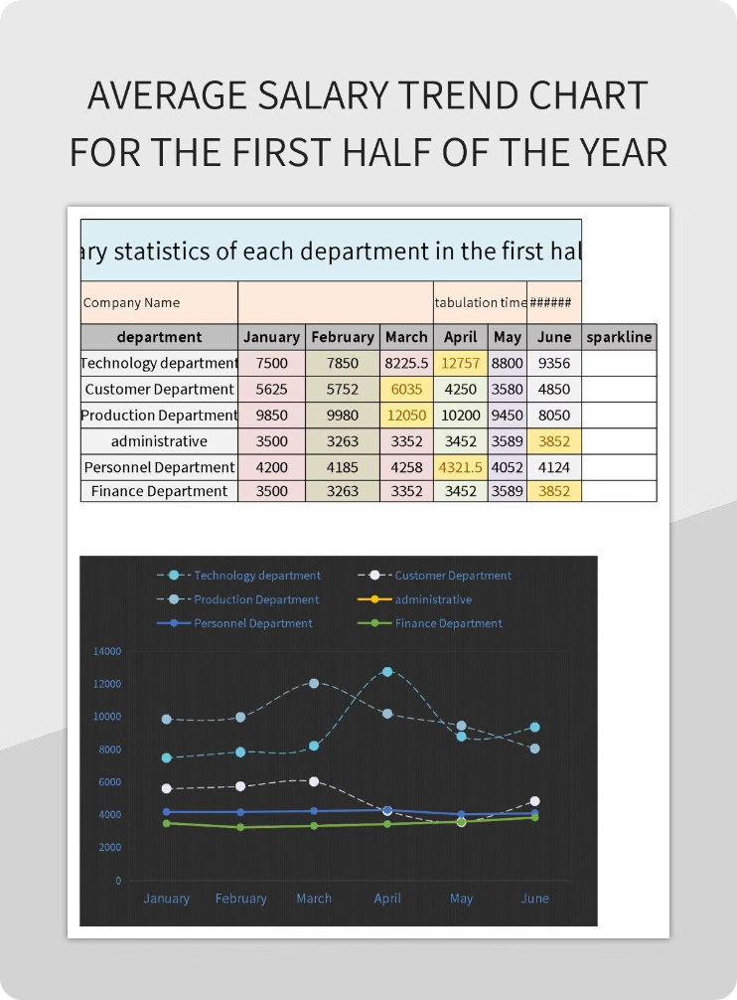 AVERAGE SALARY TREND CHART
FOR THE FIRST HALF OF THE YEAR
ary statistics of each department in the first hal
Company Name tabulation time ######
department January February March April May June sparkline
Technology department 7500 7850 8225.5 12757 8800 9356
Customer Department 5625 5752 6035 4250 3580 4850
Production Department 9850 9980 12050 10200 9450 8050
administrative 3500 3263 3352 3452 3589 3852
Personnel Department 4200 4185 4258 4321.5 4052 4124
Finance Department 3500 3263 3352 3452 3589 3852
Technology department Customer Department
Production Department administrative
Personnel Department Finance Department
14000
12000
10000
8000
6000
4000
2000
0
January February March April May June